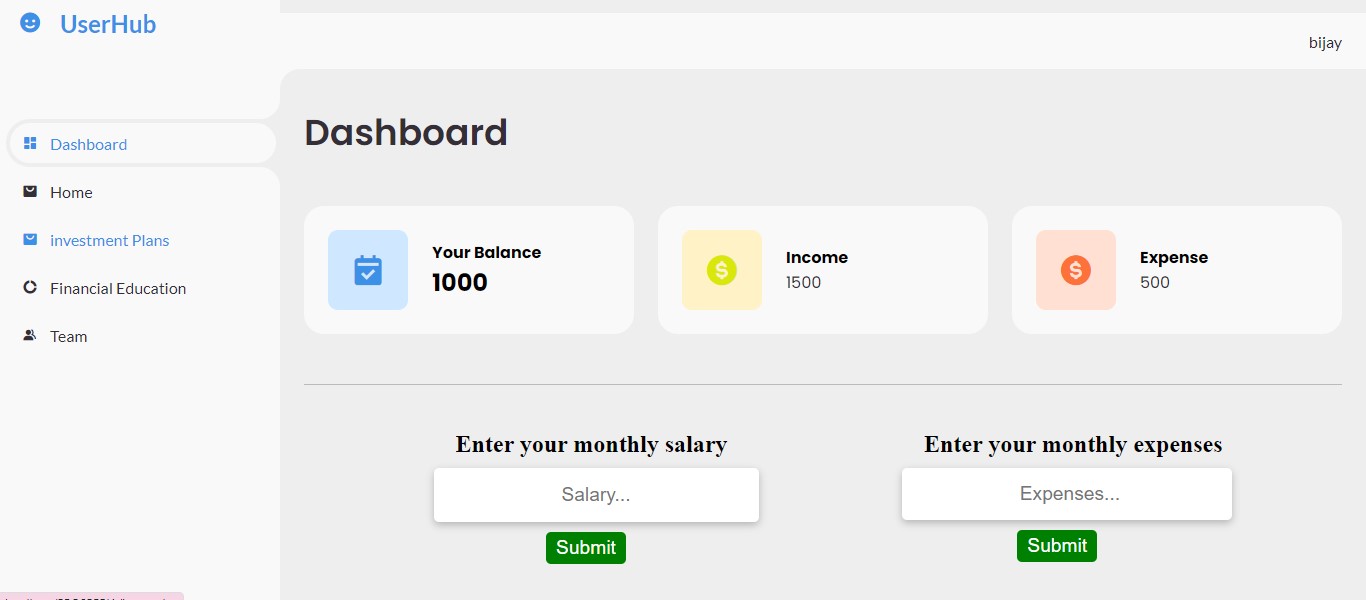 UserHub
bijay
Dashboard
Home
investment Plans
Financial Education
Team
Dashboard
Your Balance
1000
Income
1500
Expense
500
Enter your monthly salary
Salary...
Submit
Enter your monthly expenses
Expenses...
Submit